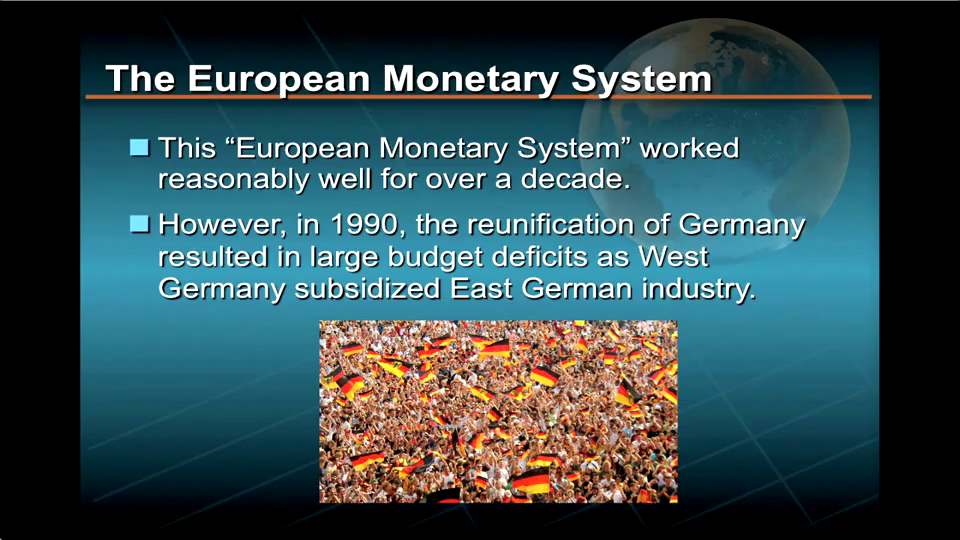 The European Monetary System
This “European Monetary System” worked
reasonably well for over a decade.
However, in 1990, the reunification of Germany
resulted in large budget deficits as West
Germany subsidized East German industry.